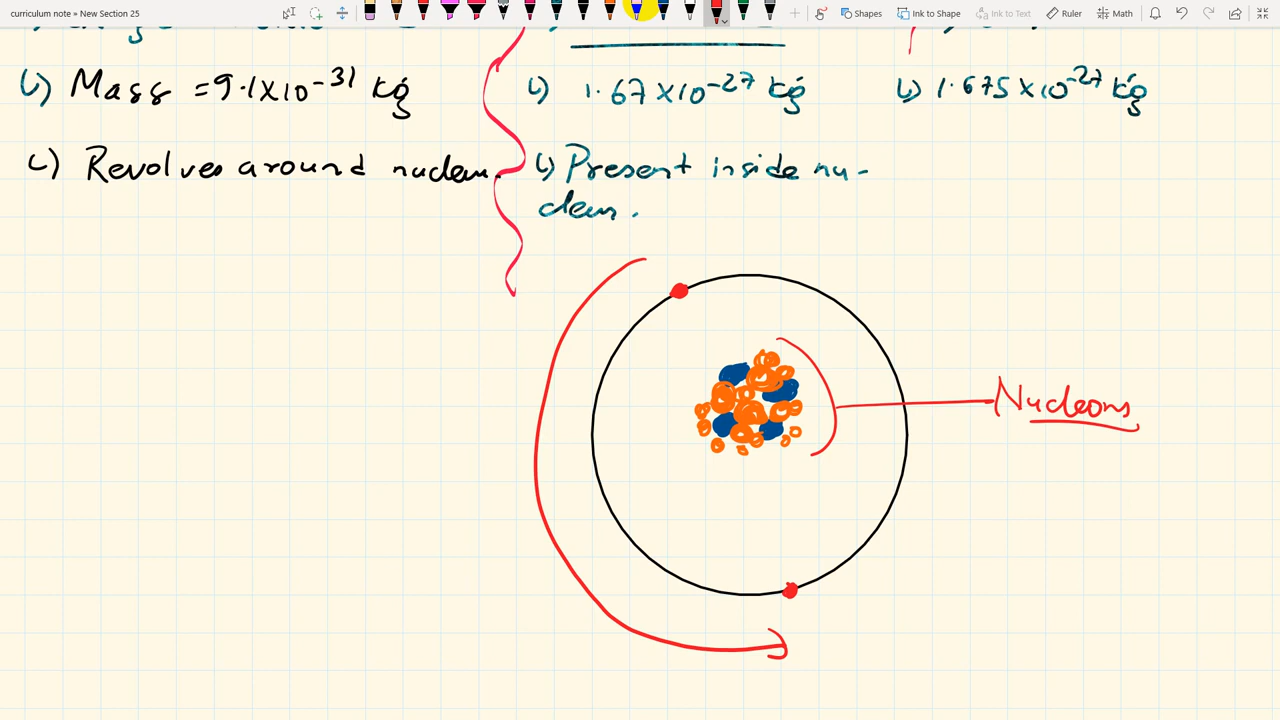 curriculum note » New Section 25
Shapes
Ink to Shape
Ink to Text
Ruler
Math
b) Mass = 9.1×10⁻³¹ kg
b) 1.67 ×10⁻²⁷ kg
b) 1.675×10⁻²⁷ kg
c) Revolves around nucleus.
c) Present inside nu-
cleus.
Nucleons